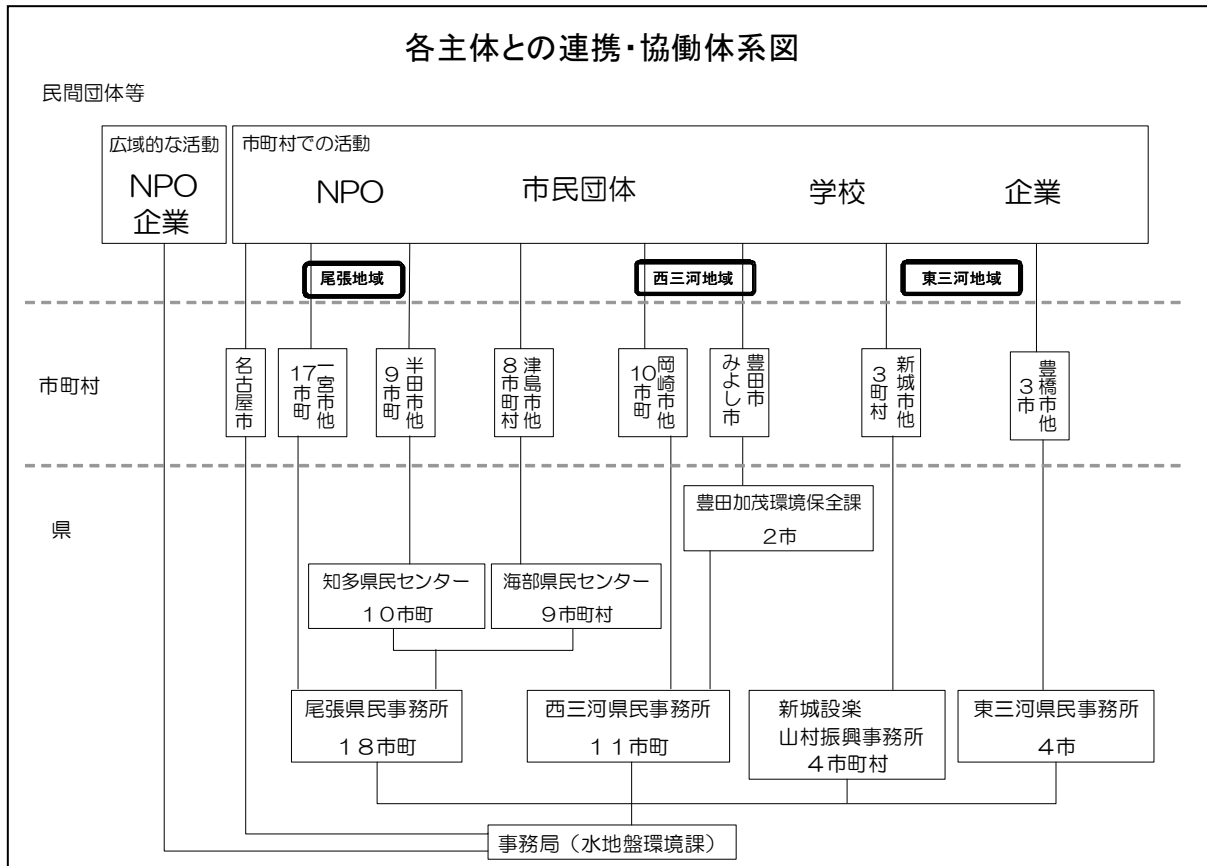 各主体との連携・協働体系図
民間団体等
広域的な活動
NPO
企業
市町村での活動
NPO
市民団体
学校
企業
尾張地域
西三河地域
東三河地域
市町村
名古屋市
一宮市他
17市町
半田市他
9市町
津島市他
8市町村
岡崎市他
10市町
豊田市
みよし市
新城市他
3町村
豊橋市他
3市
県
豊田加茂環境保全課
2市
知多県民センター
10市町
海部県民センター
9市町村
尾張県民事務所
18市町
西三河県民事務所
11市町
新城設楽
山村振興事務所
4市町村
東三河県民事務所
4市
事務局（水地盤環境課）